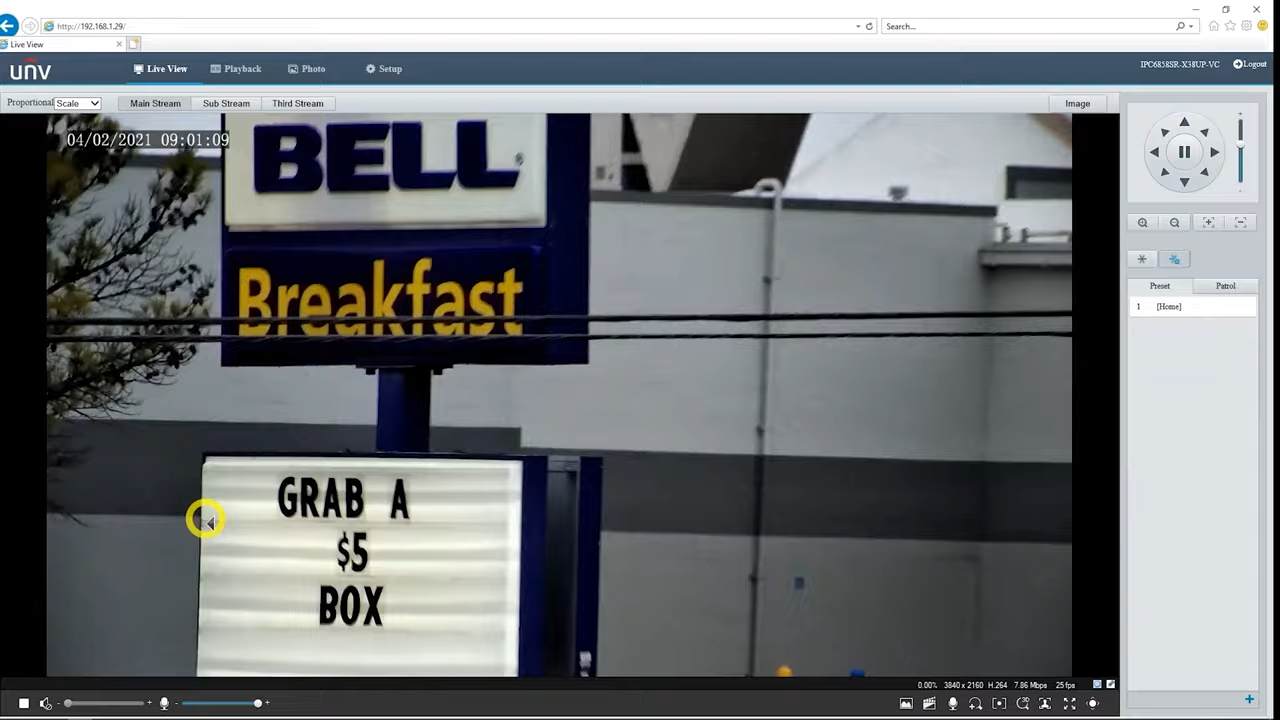 http://192.168.1.29/
Search...
Live View
unv
Live View Playback Photo Setup
IPC6858SR-X38UP-VC Logout
Proportional Scale Main Stream Sub Stream Third Stream Image
04/02/2021 09:01:09
BELL
Breakfast
GRAB A
$5
BOX
Preset Patrol
1 [Home]
0.00% 3840 x 2160 H.264 7.86 Mbps 25 fps